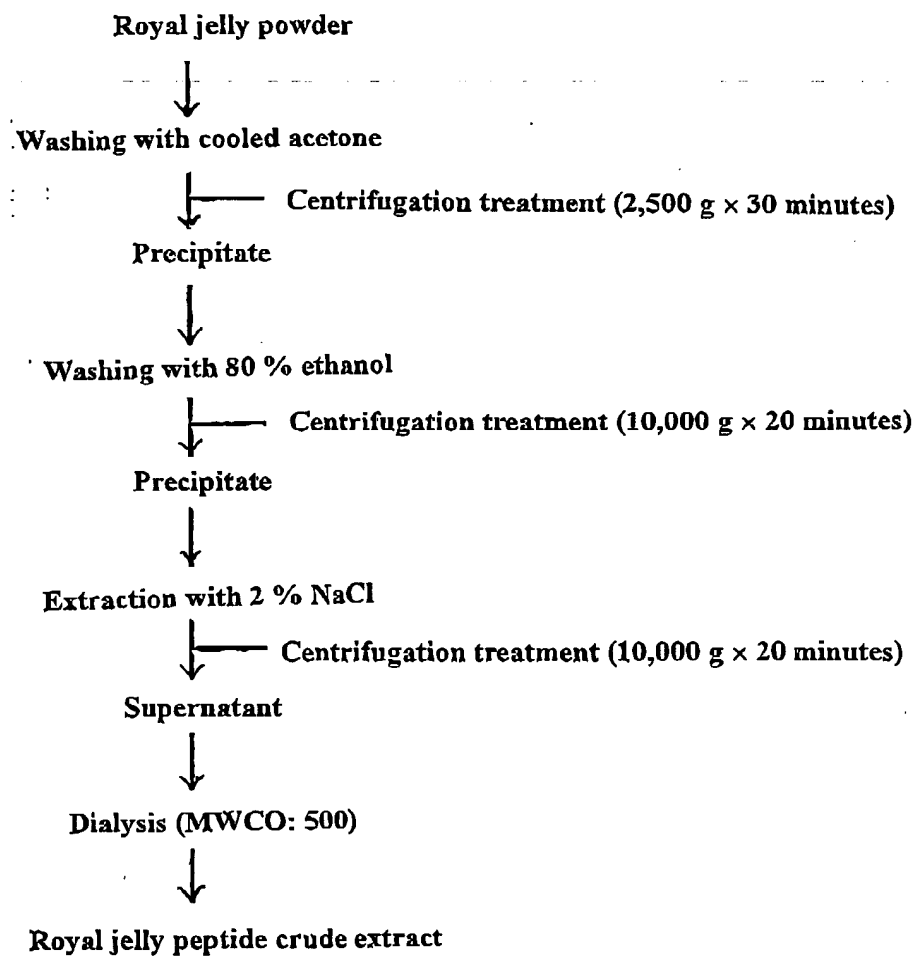 Royal jelly powder
Washing with cooled acetone
Centrifugation treatment (2,500 g × 30 minutes)
Precipitate
Washing with 80 % ethanol
Centrifugation treatment (10,000 g × 20 minutes)
Precipitate
Extraction with 2 % NaCl
Centrifugation treatment (10,000 g × 20 minutes)
Supernatant
Dialysis (MWCO: 500)
Royal jelly peptide crude extract